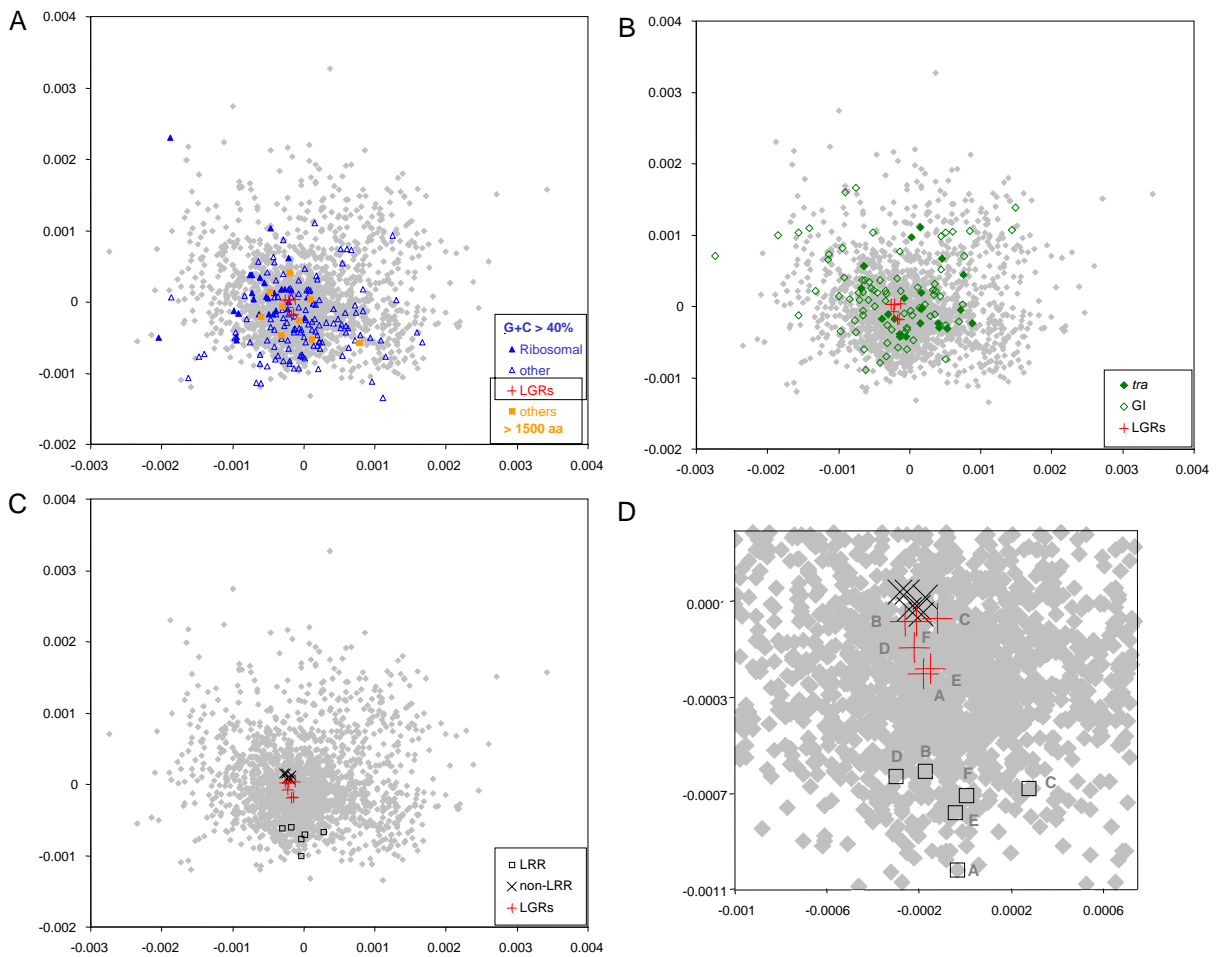 A
0.004
0.003
0.002
0.001
0
-0.001
-0.002
-0.003
-0.002
-0.001
0
0.001
0.002
0.003
0.004
G+C > 40%
Ribosomal
other
LGRs
others
> 1500 aa
B
0.004
0.003
0.002
0.001
0
-0.001
-0.002
-0.003
-0.002
-0.001
0
0.001
0.002
0.003
0.004
tra
GI
LGRs
C
0.004
0.003
0.002
0.001
0
-0.001
-0.002
-0.003
-0.002
-0.001
0
0.001
0.002
0.003
0.004
LRR
non-LRR
LGRs
D
-0.0003
-0.0007
-0.0011
-0.001
-0.0006
-0.0002
0.0002
0.0006
B
C
F
D
E
A
B
D
F
C
E
A